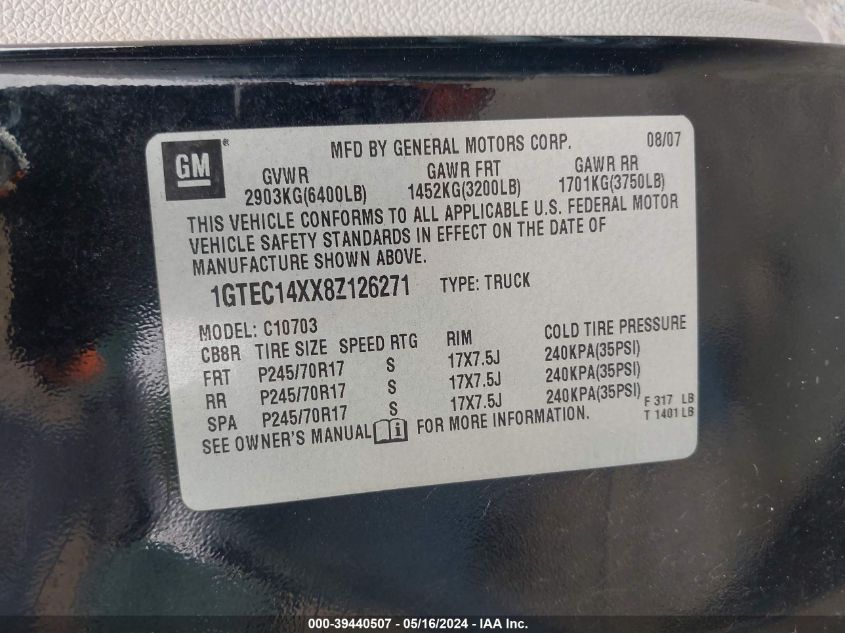 GM®
MFD BY GENERAL MOTORS CORP. 08/07
GVWR GAWR FRT GAWR RR
2903KG(6400LB) 1452KG(3200LB) 1701KG(3750LB)
THIS VEHICLE CONFORMS TO ALL APPLICABLE U.S. FEDERAL MOTOR
VEHICLE SAFETY STANDARDS IN EFFECT ON THE DATE OF
MANUFACTURE SHOWN ABOVE.
1GTEC14XX8Z126271 TYPE: TRUCK
MODEL: C10703
CB8R TIRE SIZE SPEED RTG RIM COLD TIRE PRESSURE
FRT P245/70R17 S 17X7.5J 240KPA(35PSI)
RR P245/70R17 S 17X7.5J 240KPA(35PSI)
SPA P245/70R17 S 17X7.5J 240KPA(35PSI)
F 317 LB
T 1401 LB
SEE OWNER'S MANUAL i FOR MORE INFORMATION.
000-39440507 - 05/16/2024 - IAA Inc.